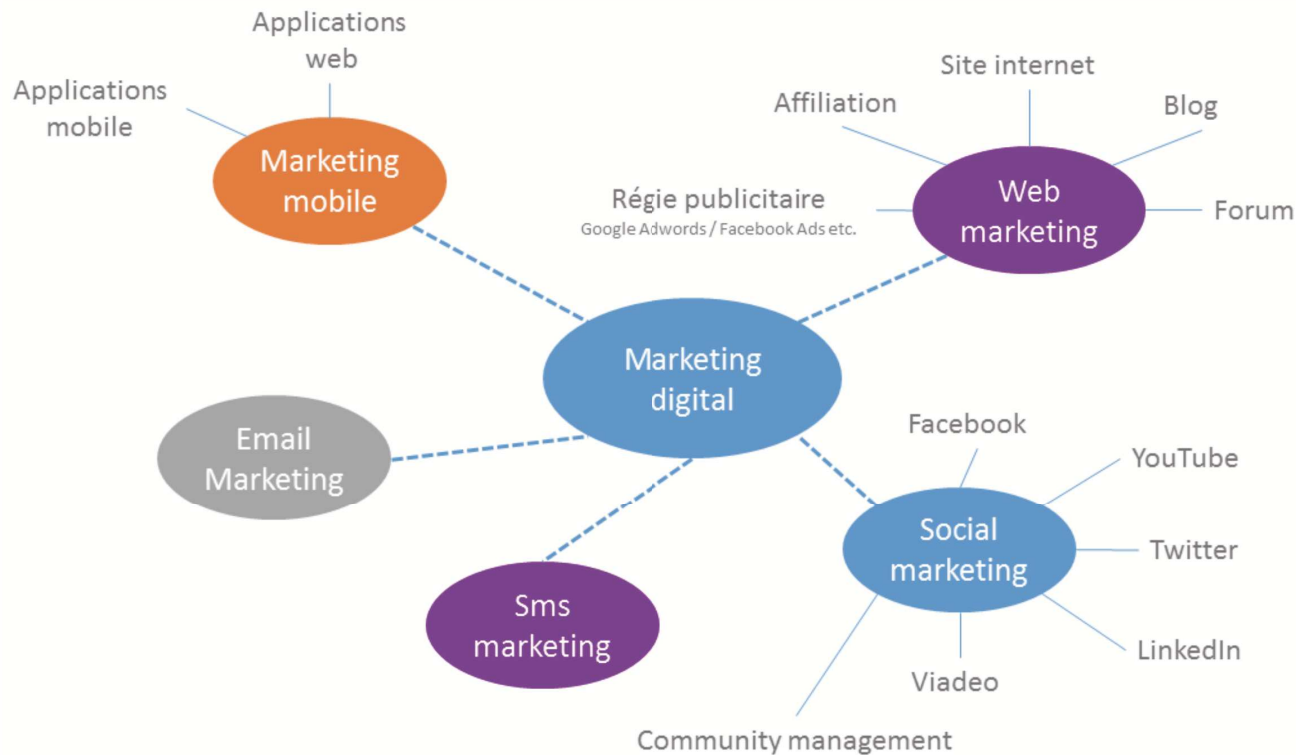 Applications
web
Applications
mobile
Marketing
mobile
Site internet
Affiliation
Blog
Régie publicitaire
Google Adwords / Facebook Ads etc.
Web
marketing
Forum
Marketing
digital
Email
Marketing
Sms
marketing
Facebook
YouTube
Social
marketing
Twitter
LinkedIn
Viadeo
Community management